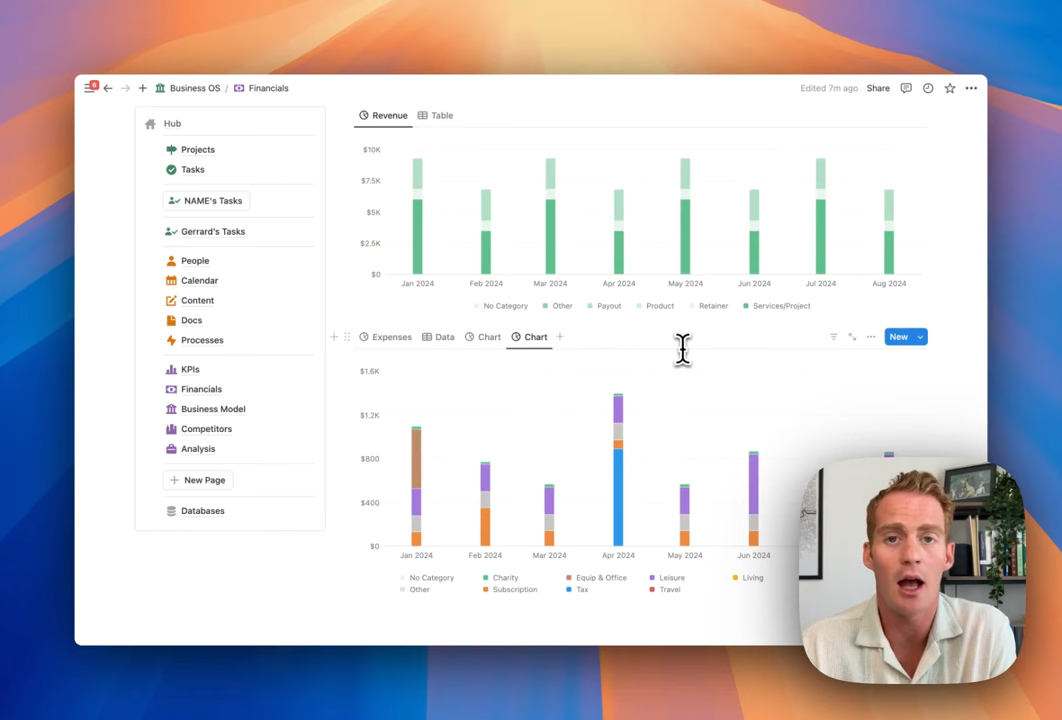 6
Business OS / Financials
Edited 7m ago Share
Hub
Projects
Tasks
NAME's Tasks
Gerrard's Tasks
People
Calendar
Content
Docs
Processes
KPIs
Financials
Business Model
Competitors
Analysis
New Page
Databases
Revenue Table
$10K
$7.5K
$5K
$2.5K
$0
Jan 2024 Feb 2024 Mar 2024 Apr 2024 May 2024 Jun 2024 Jul 2024 Aug 2024
No Category Other Payout Product Retainer Services/Project
Expenses Data Chart Chart
New
$1.6K
$1.2K
$800
$400
$0
Jan 2024 Feb 2024 Mar 2024 Apr 2024 May 2024 Jun 2024
No Category Charity Equip & Office Leisure Living
Other Subscription Tax Travel